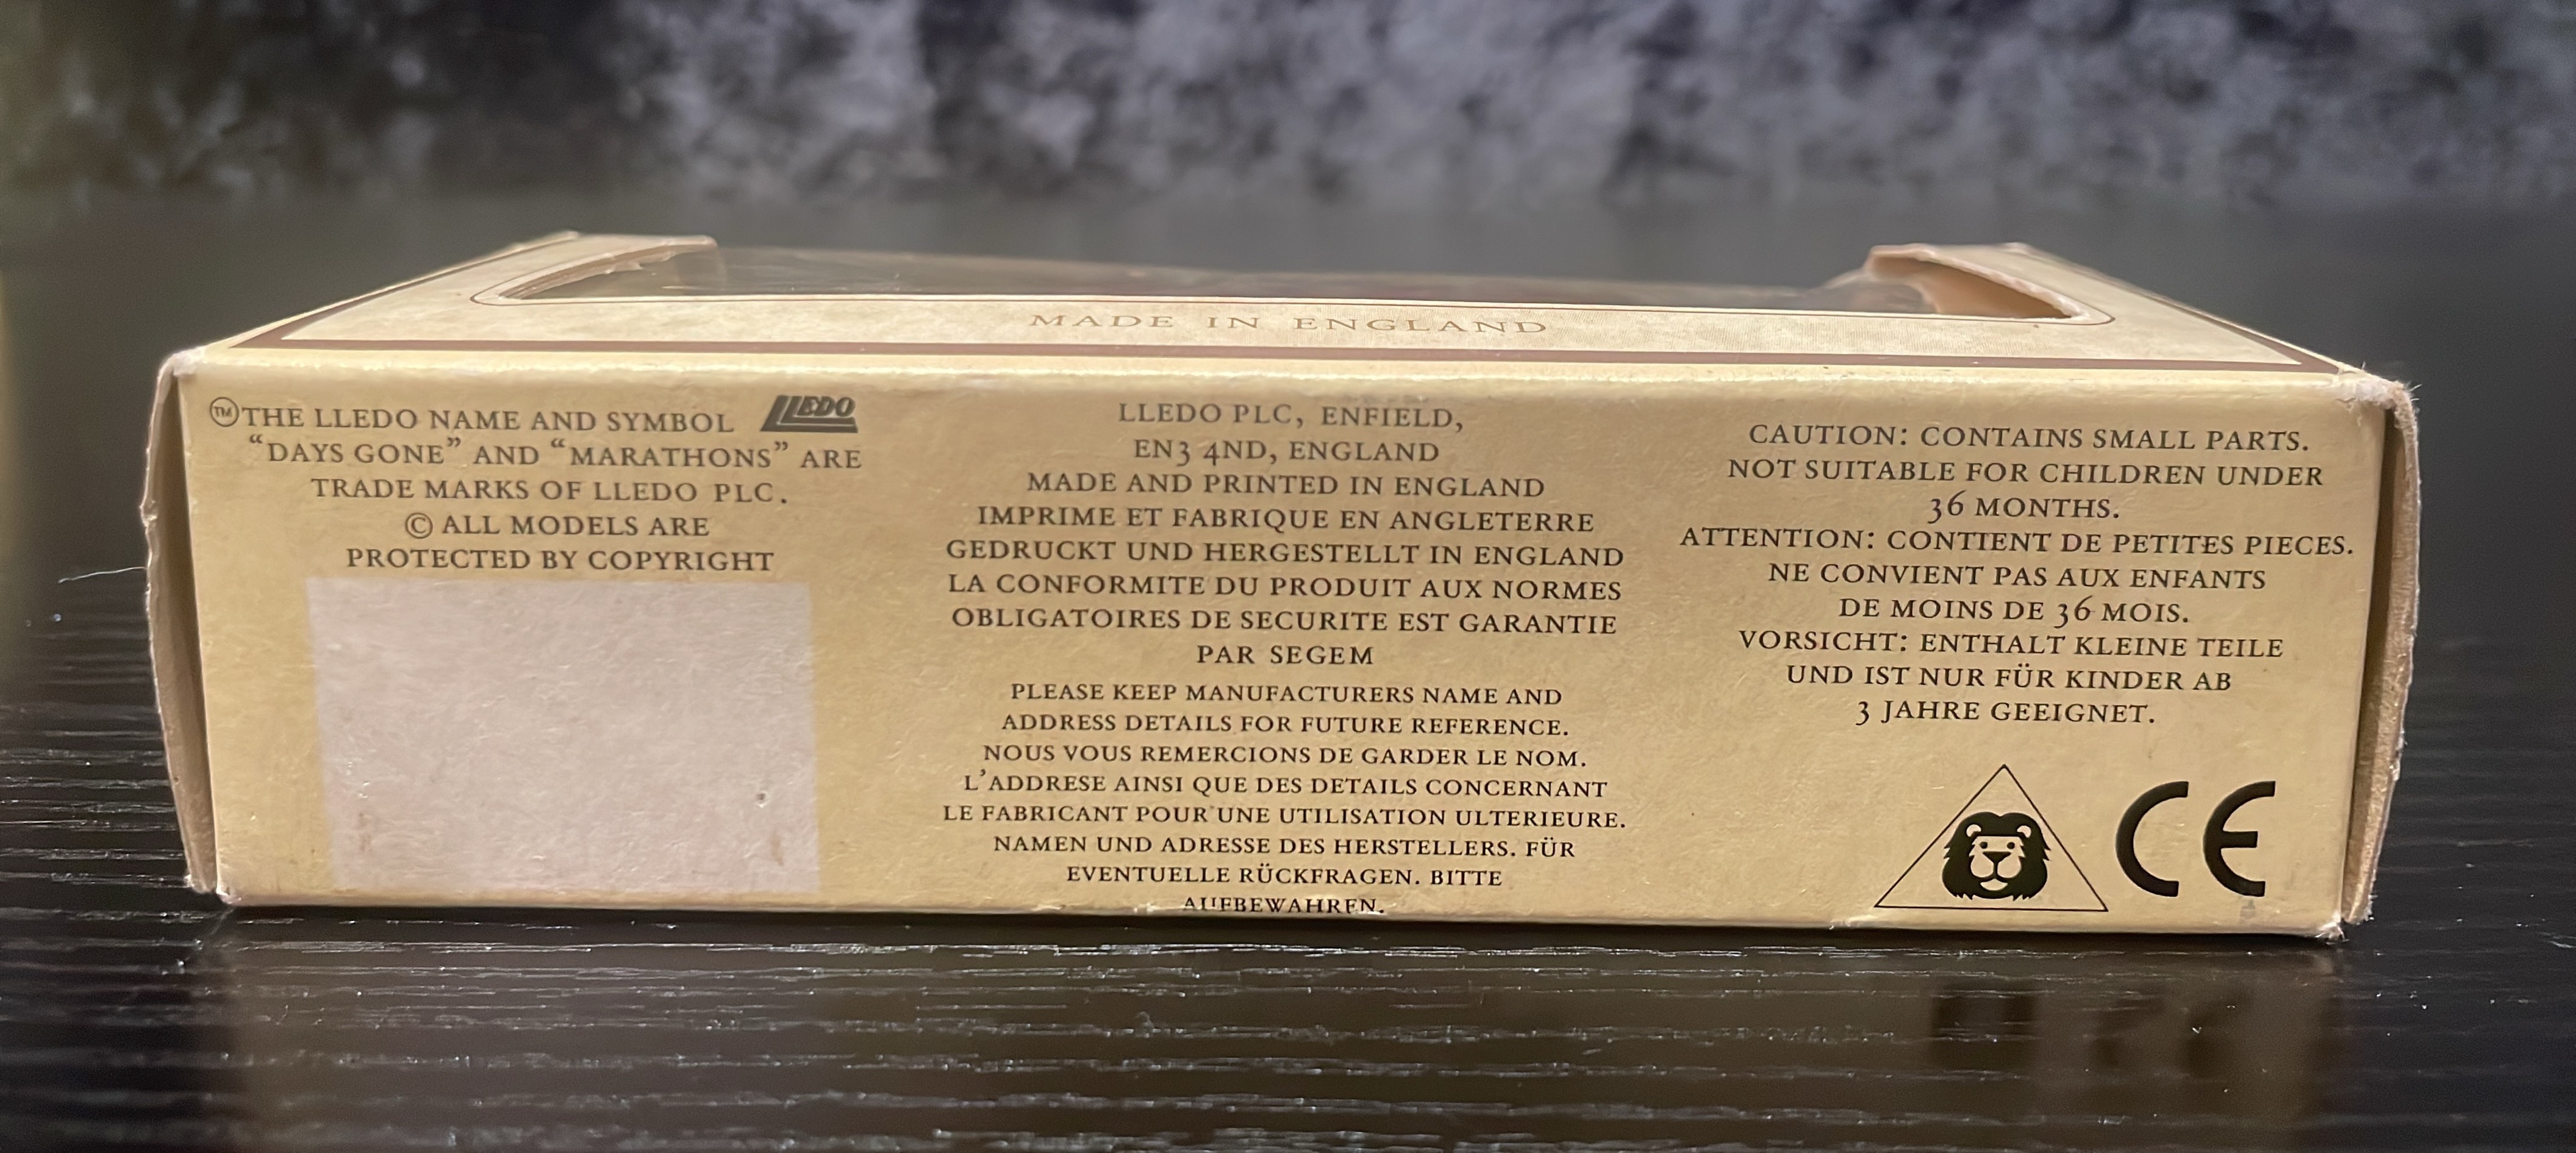 MADE IN ENGLAND
™ THE LLEDO NAME AND SYMBOL LLEDO
“DAYS GONE” AND “MARATHONS” ARE
TRADE MARKS OF LLEDO PLC.
© ALL MODELS ARE
PROTECTED BY COPYRIGHT
LLEDO PLC, ENFIELD,
EN3 4ND, ENGLAND
MADE AND PRINTED IN ENGLAND
IMPRIME ET FABRIQUE EN ANGLETERRE
GEDRUCKT UND HERGESTELLT IN ENGLAND
LA CONFORMITE DU PRODUIT AUX NORMES
OBLIGATOIRES DE SECURITE EST GARANTIE
PAR SEGEM
PLEASE KEEP MANUFACTURERS NAME AND
ADDRESS DETAILS FOR FUTURE REFERENCE.
NOUS VOUS REMERCIONS DE GARDER LE NOM.
L’ADDRESE AINSI QUE DES DETAILS CONCERNANT
LE FABRICANT POUR UNE UTILISATION ULTERIEURE.
NAMEN UND ADRESSE DES HERSTELLERS. FÜR
EVENTUELLE RÜCKFRAGEN. BITTE
AUFBEWAHREN.
CAUTION: CONTAINS SMALL PARTS.
NOT SUITABLE FOR CHILDREN UNDER
36 MONTHS.
ATTENTION: CONTIENT DE PETITES PIECES.
NE CONVIENT PAS AUX ENFANTS
DE MOINS DE 36 MOIS.
VORSICHT: ENTHALT KLEINE TEILE
UND IST NUR FÜR KINDER AB
3 JAHRE GEEIGNET.
CE